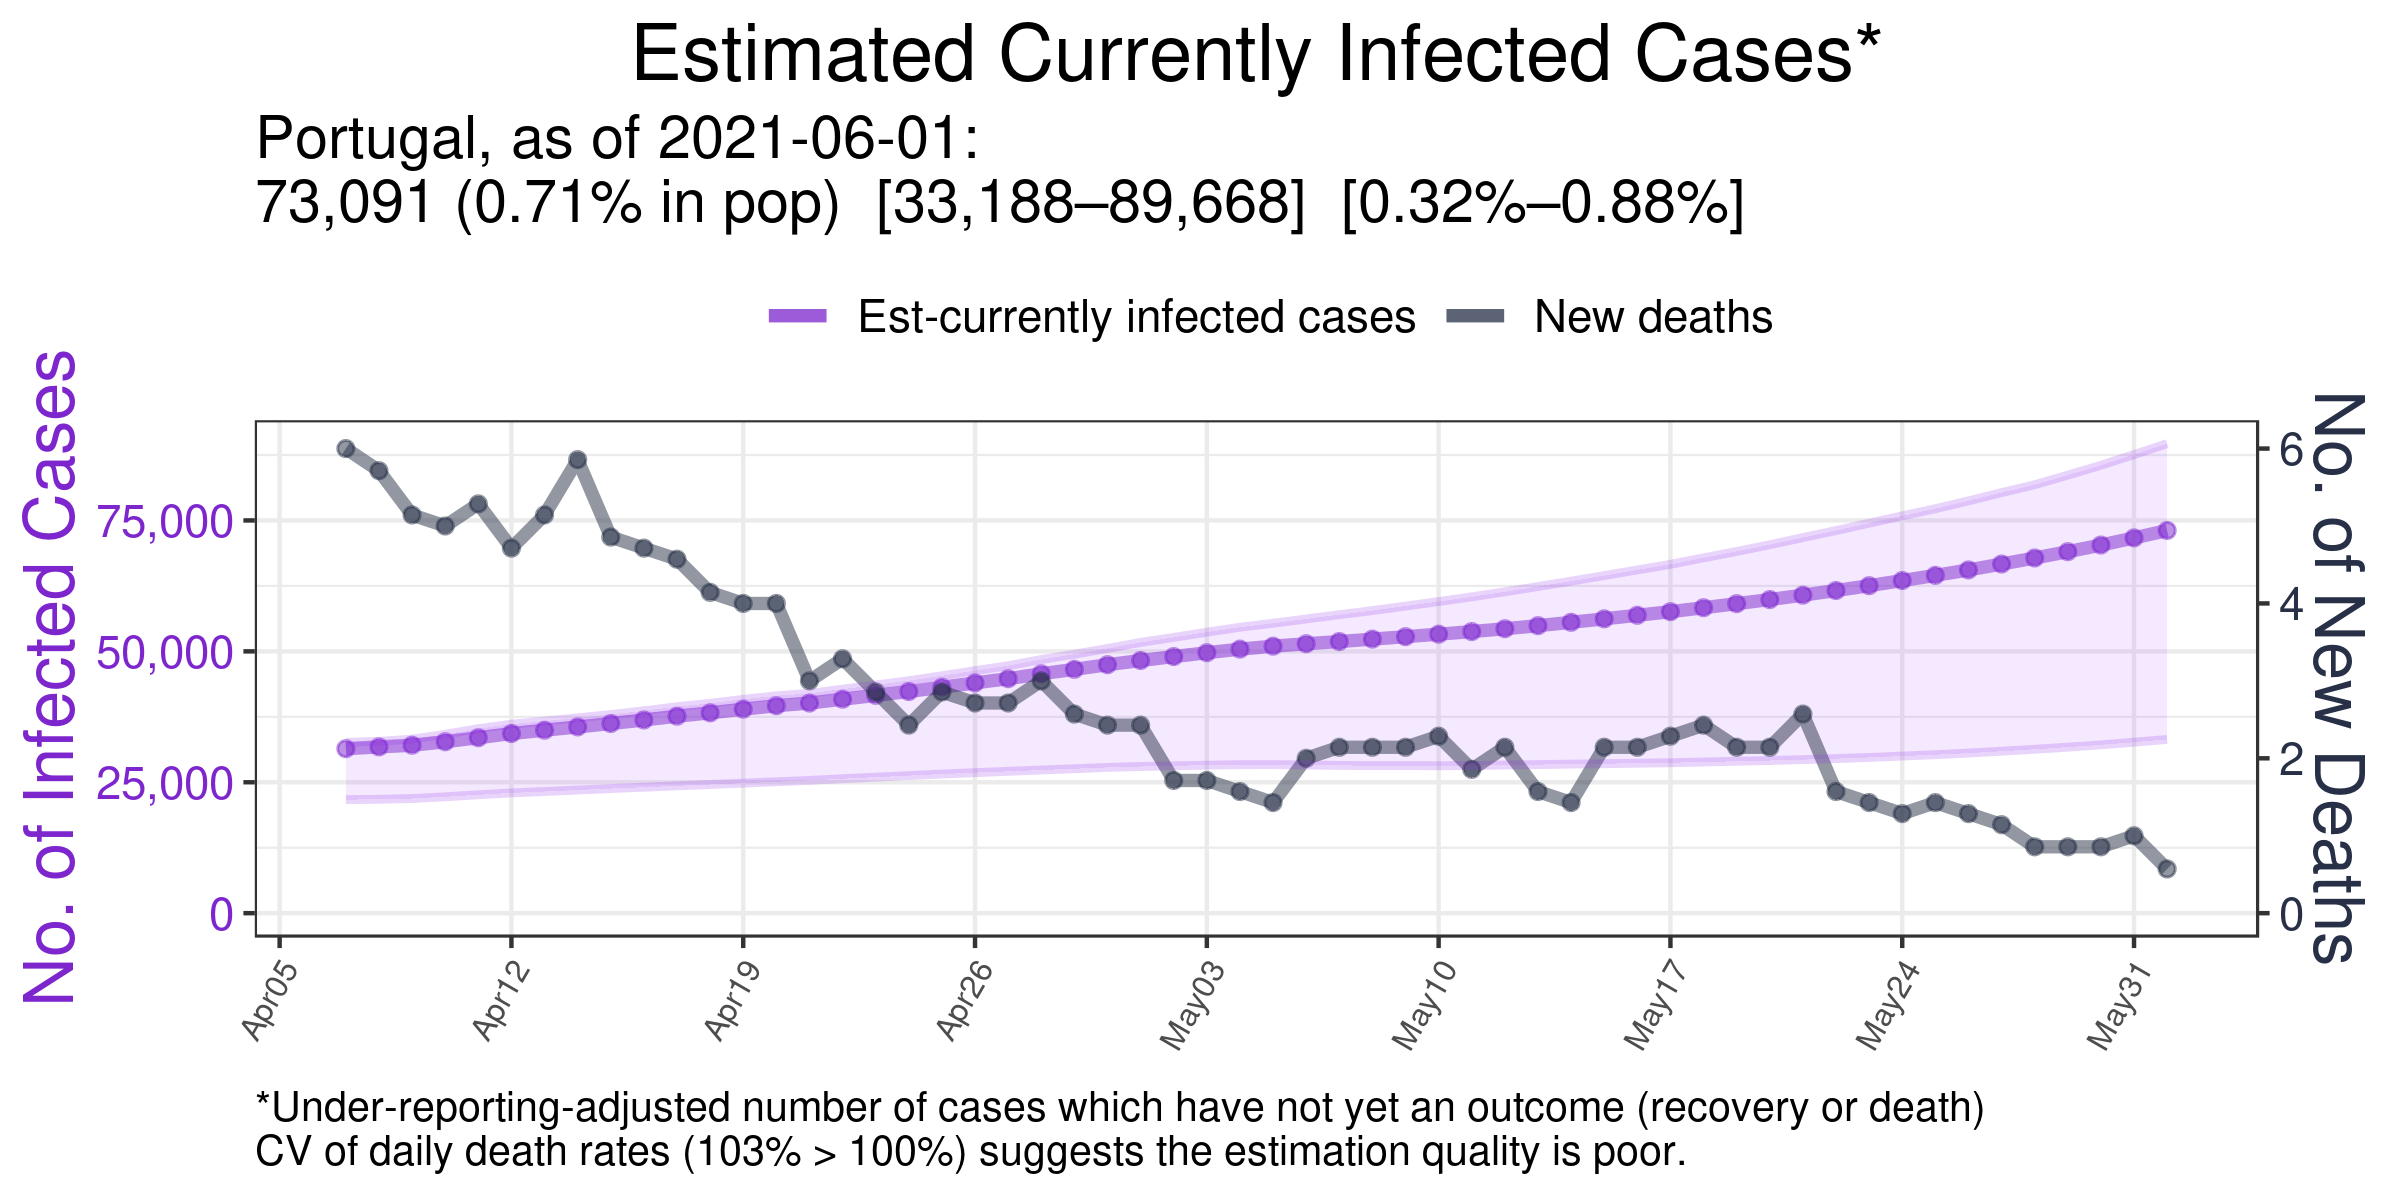 Estimated Currently Infected Cases*
Portugal, as of 2021-06-01:
73,091 (0.71% in pop)  [33,188–89,668]  [0.32%–0.88%]
Est-currently infected cases
New deaths
No. of Infected Cases
75,000
50,000
25,000
0
6
4
2
0
No. of New Deaths
Apr05
Apr12
Apr19
Apr26
May03
May10
May17
May24
May31
*Under-reporting-adjusted number of cases which have not yet an outcome (recovery or death)
CV of daily death rates (103% > 100%) suggests the estimation quality is poor.